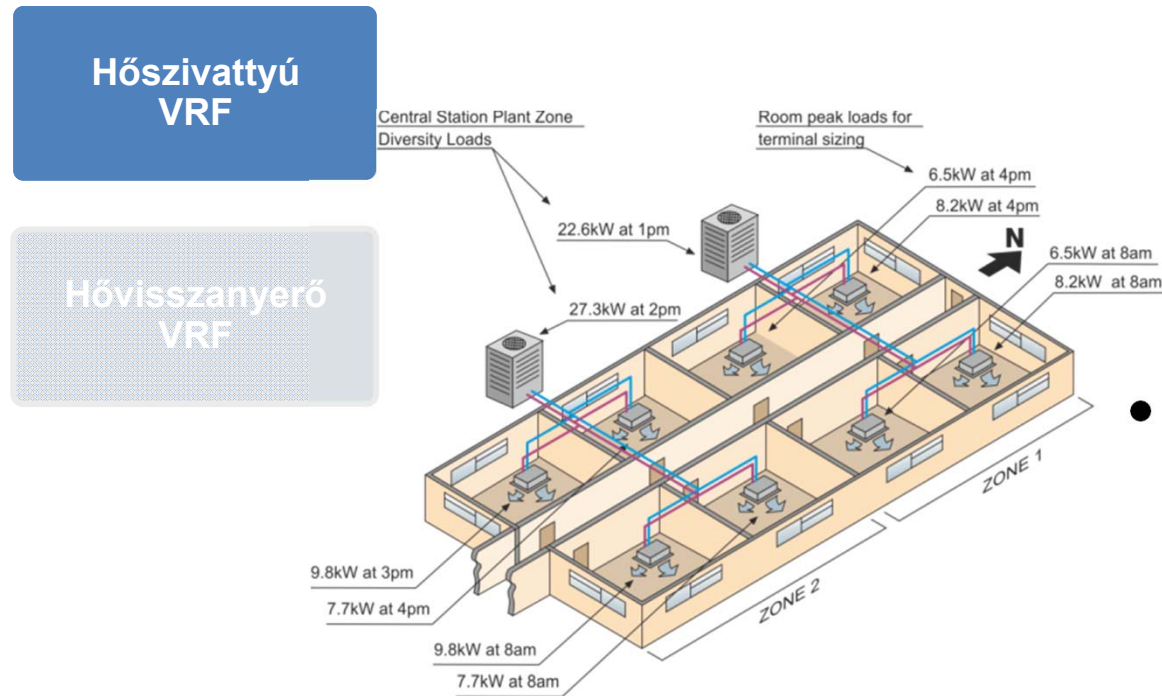 Hőszivattyú
VRF
Hővisszanyerő
VRF
Central Station Plant Zone
Diversity Loads
Room peak loads for
terminal sizing
6.5kW at 4pm
8.2kW at 4pm
22.6kW at 1pm
N
6.5kW at 8am
8.2kW at 8am
27.3kW at 2pm
ZONE 1
ZONE 2
9.8kW at 3pm
7.7kW at 4pm
9.8kW at 8am
7.7kW at 8am